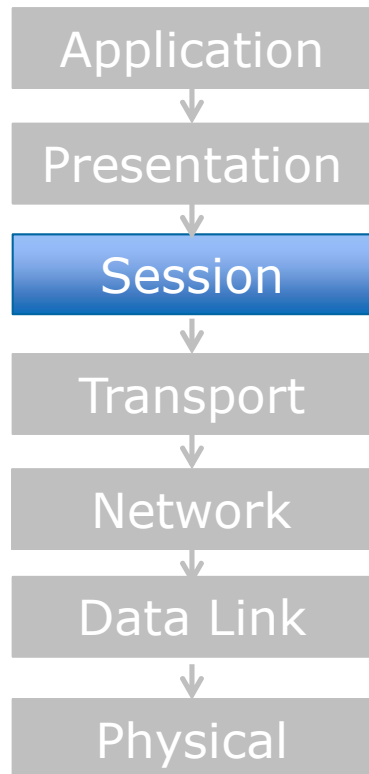 Application
Presentation
Session
Transport
Network
Data Link
Physical